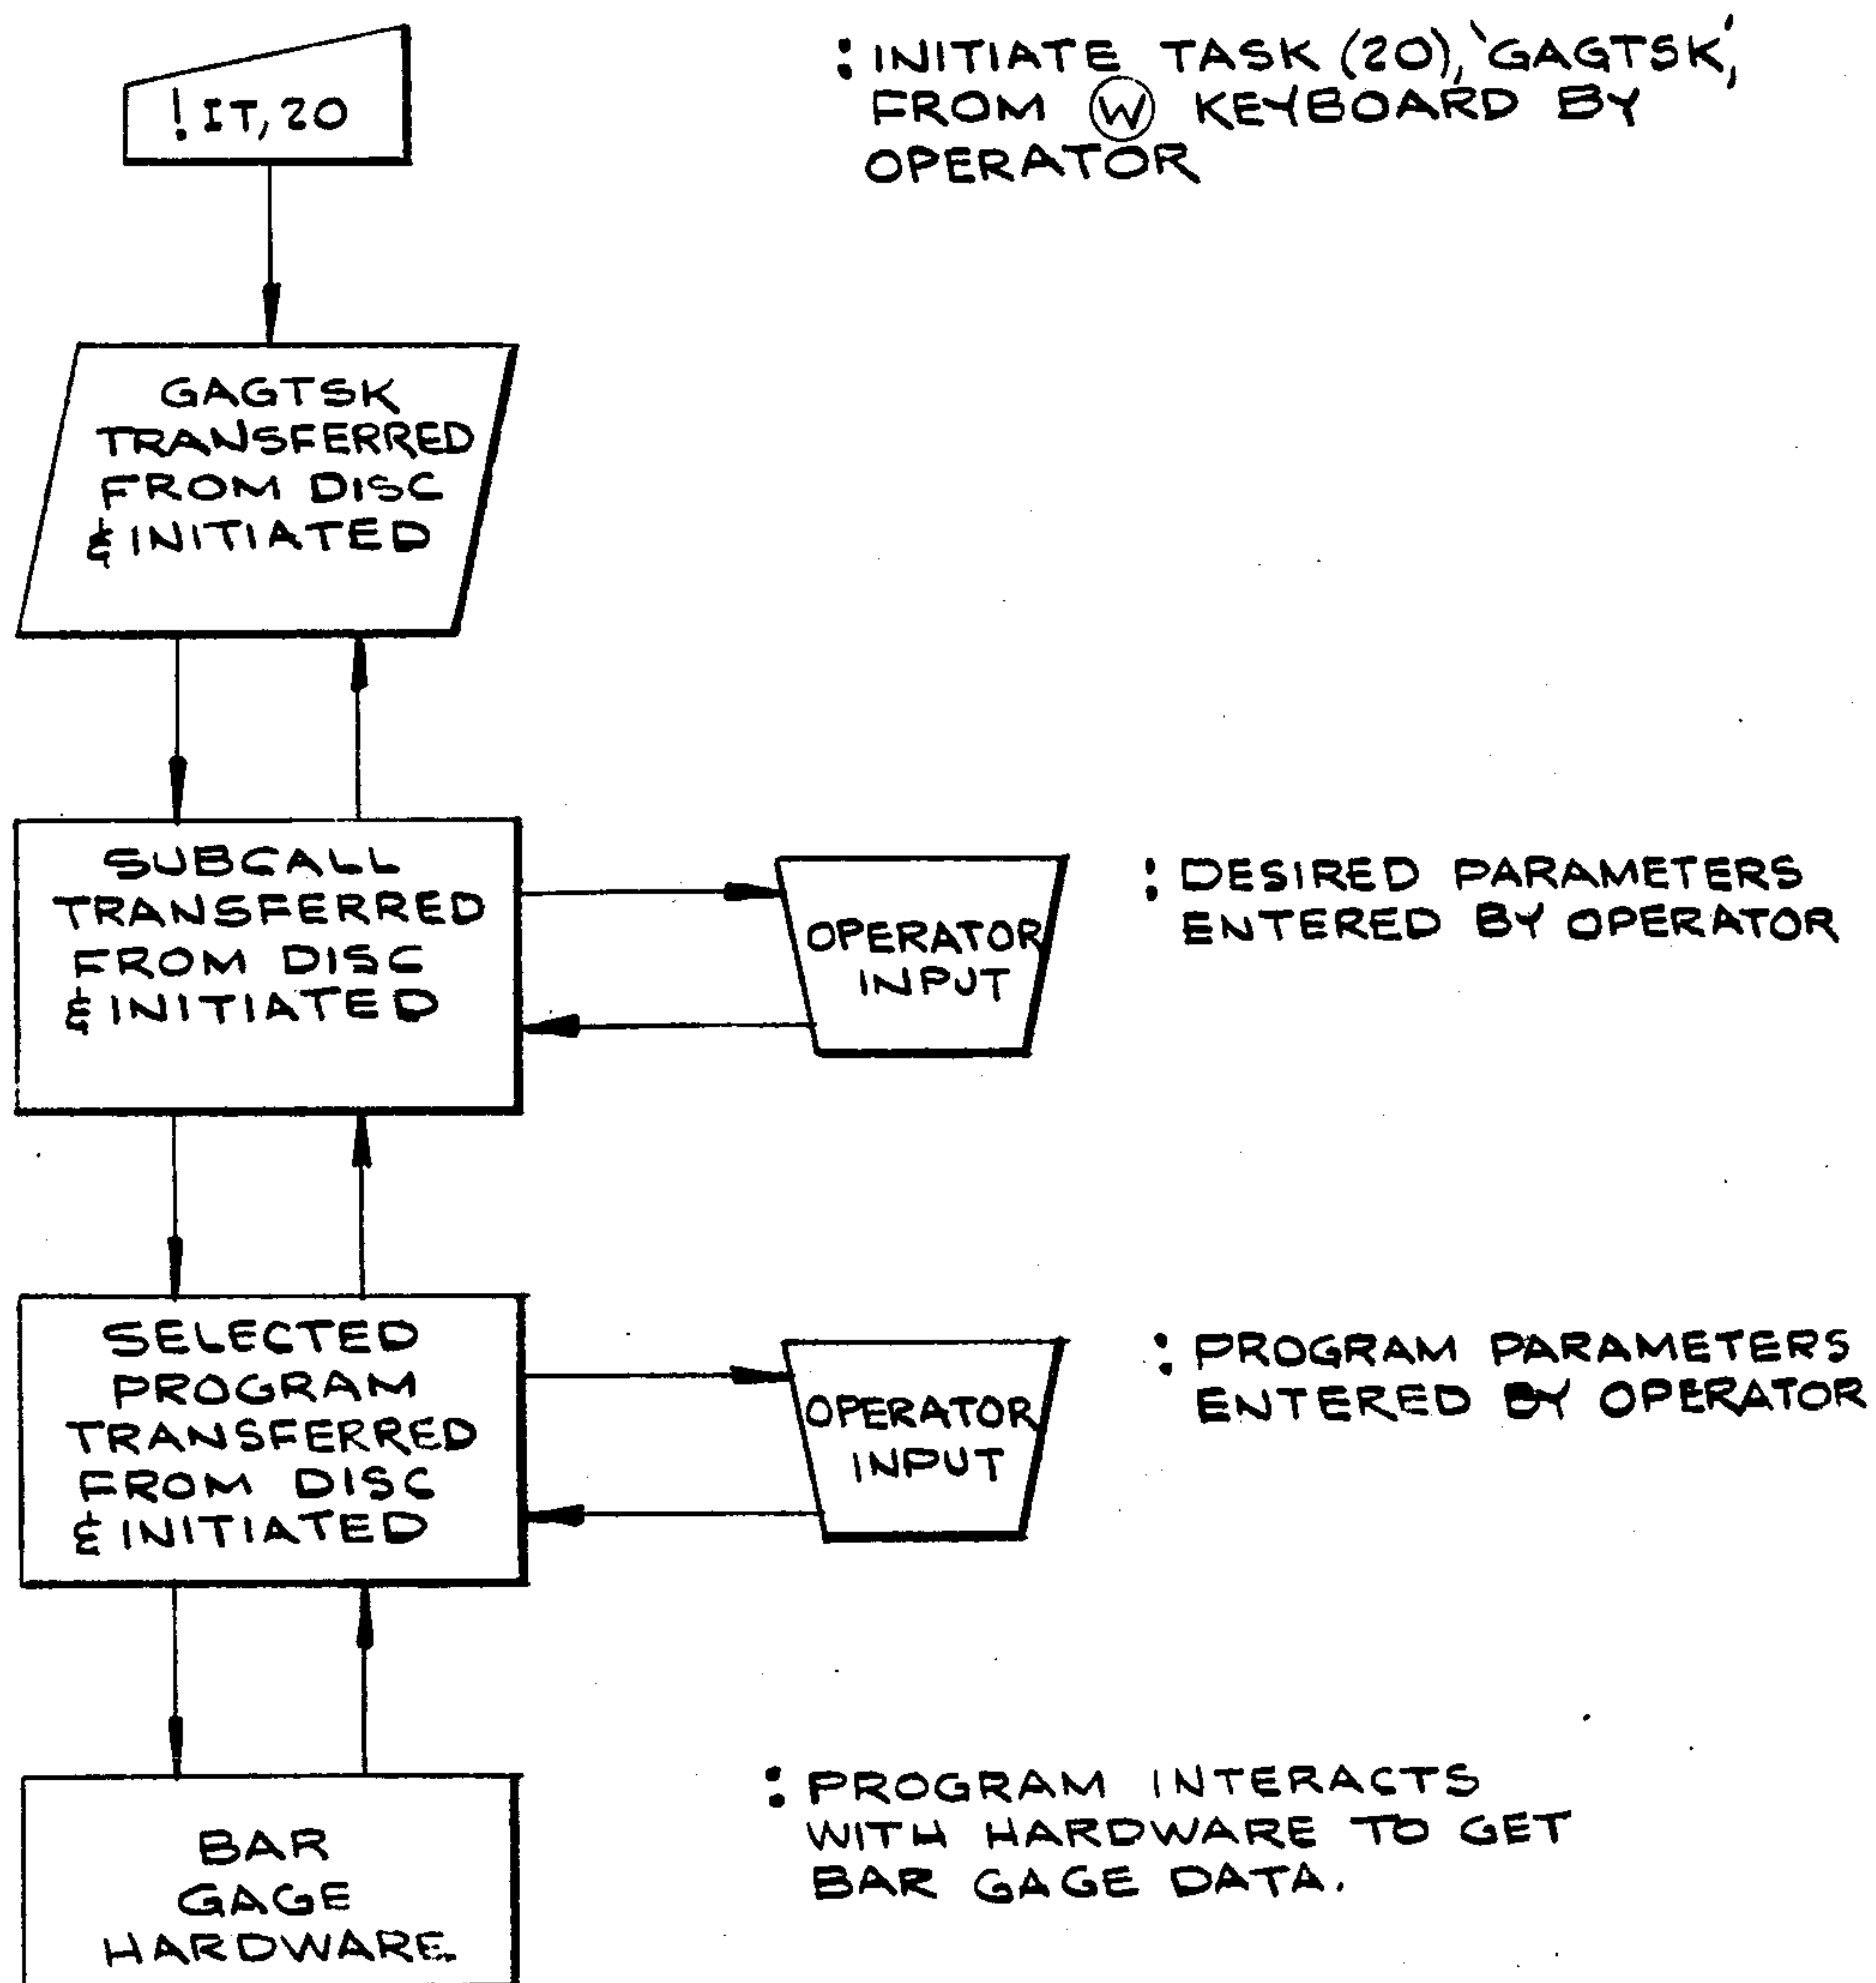 !IT,20
: INITIATE TASK (20), 'GAGTSK',
FROM W KEYBOARD BY
OPERATOR
GAGTSK
TRANSFERRED
FROM DISC
& INITIATED
SUBCALL
TRANSFERRED
FROM DISC
& INITIATED
OPERATOR
INPUT
: DESIRED PARAMETERS
ENTERED BY OPERATOR
SELECTED
PROGRAM
TRANSFERRED
FROM DISC
& INITIATED
OPERATOR
INPUT
: PROGRAM PARAMETERS
ENTERED BY OPERATOR
BAR
GAGE
HARDWARE
: PROGRAM INTERACTS
WITH HARDWARE TO GET
BAR GAGE DATA.